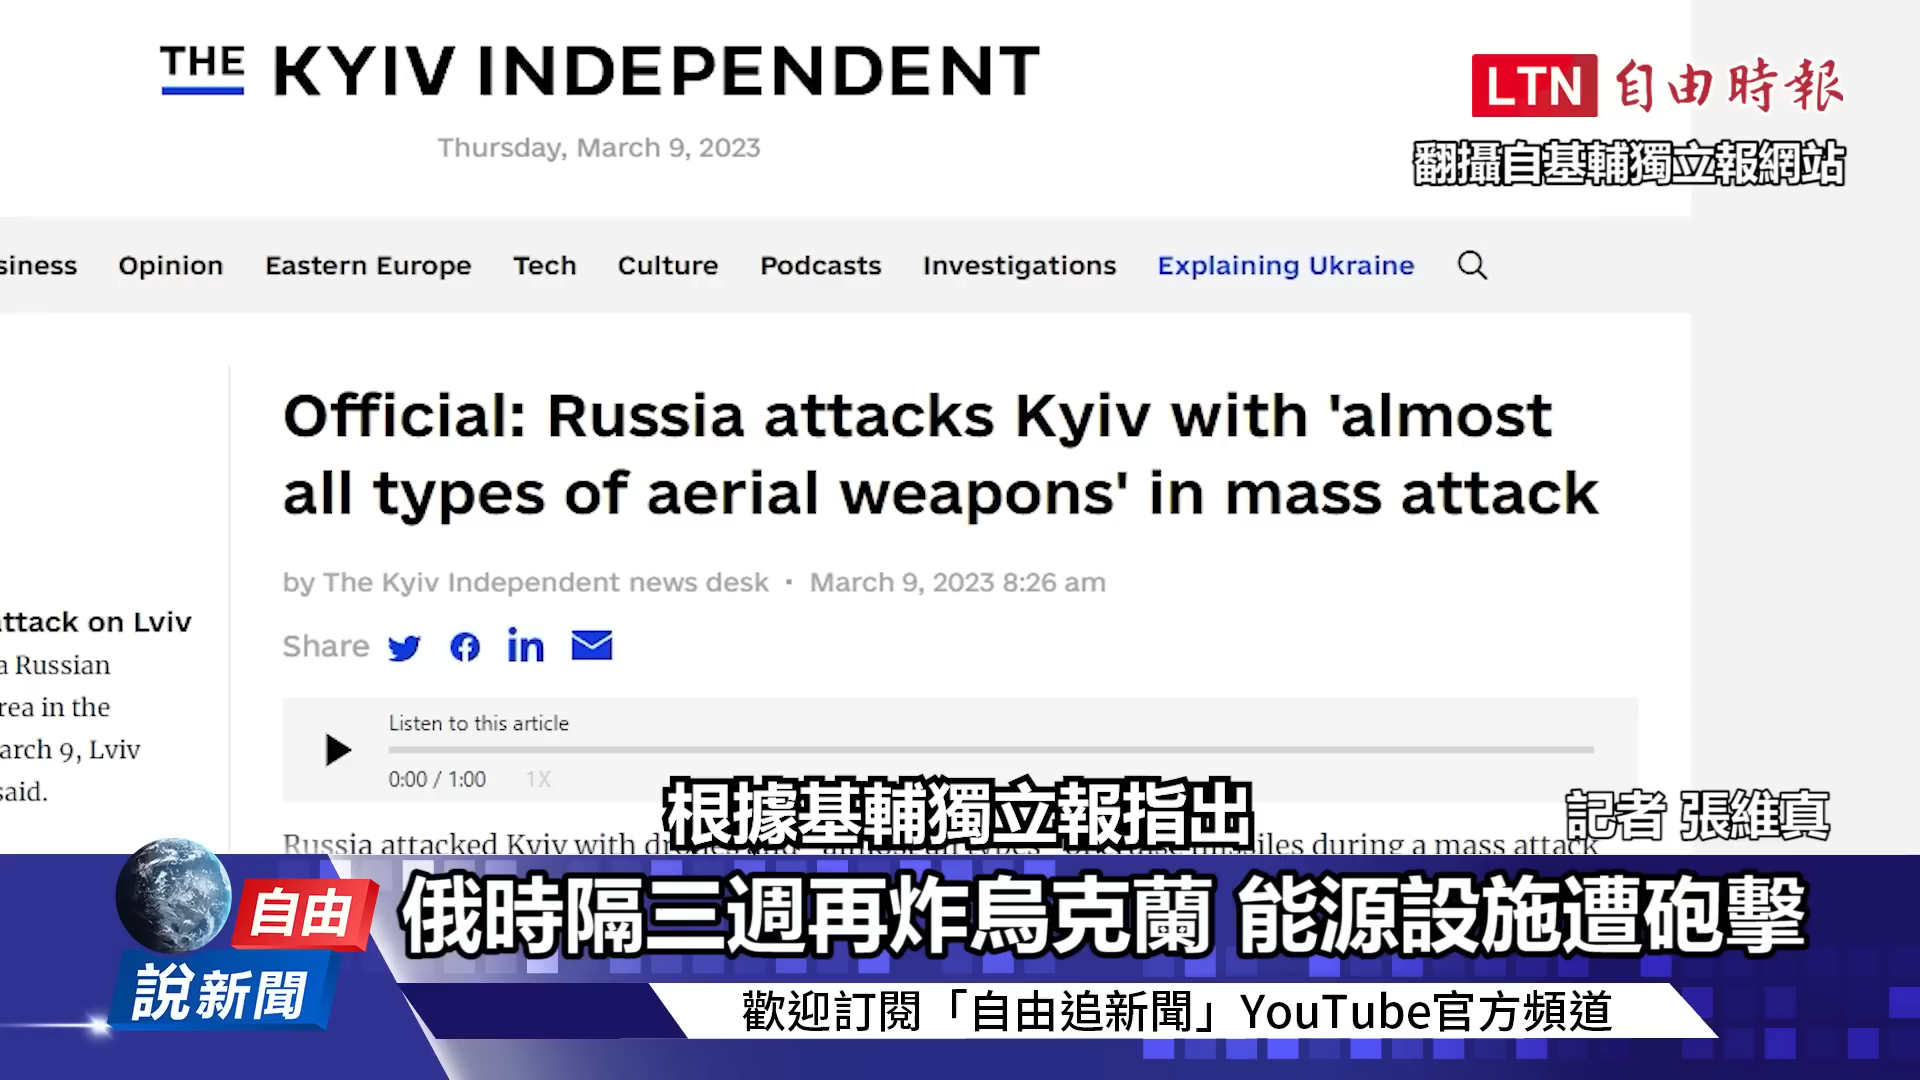 THE KYIV INDEPENDENT
Thursday, March 9, 2023
LTN 自由時報
翻攝自基輔獨立報網站
siness Opinion Eastern Europe Tech Culture Podcasts Investigations Explaining Ukraine
Official: Russia attacks Kyiv with 'almost
all types of aerial weapons' in mass attack
by The Kyiv Independent news desk · March 9, 2023 8:26 am
Share
ttack on Lviv
a Russian
rea in the
arch 9, Lviv
said.
Listen to this article
0:00 / 1:00 1X
Russia attacked Kyiv with
during a mass attack
根據基輔獨立報指出
記者 張維真
自由
說新聞
俄時隔三週再炸烏克蘭 能源設施遭砲擊
歡迎訂閱「自由追新聞」YouTube官方頻道